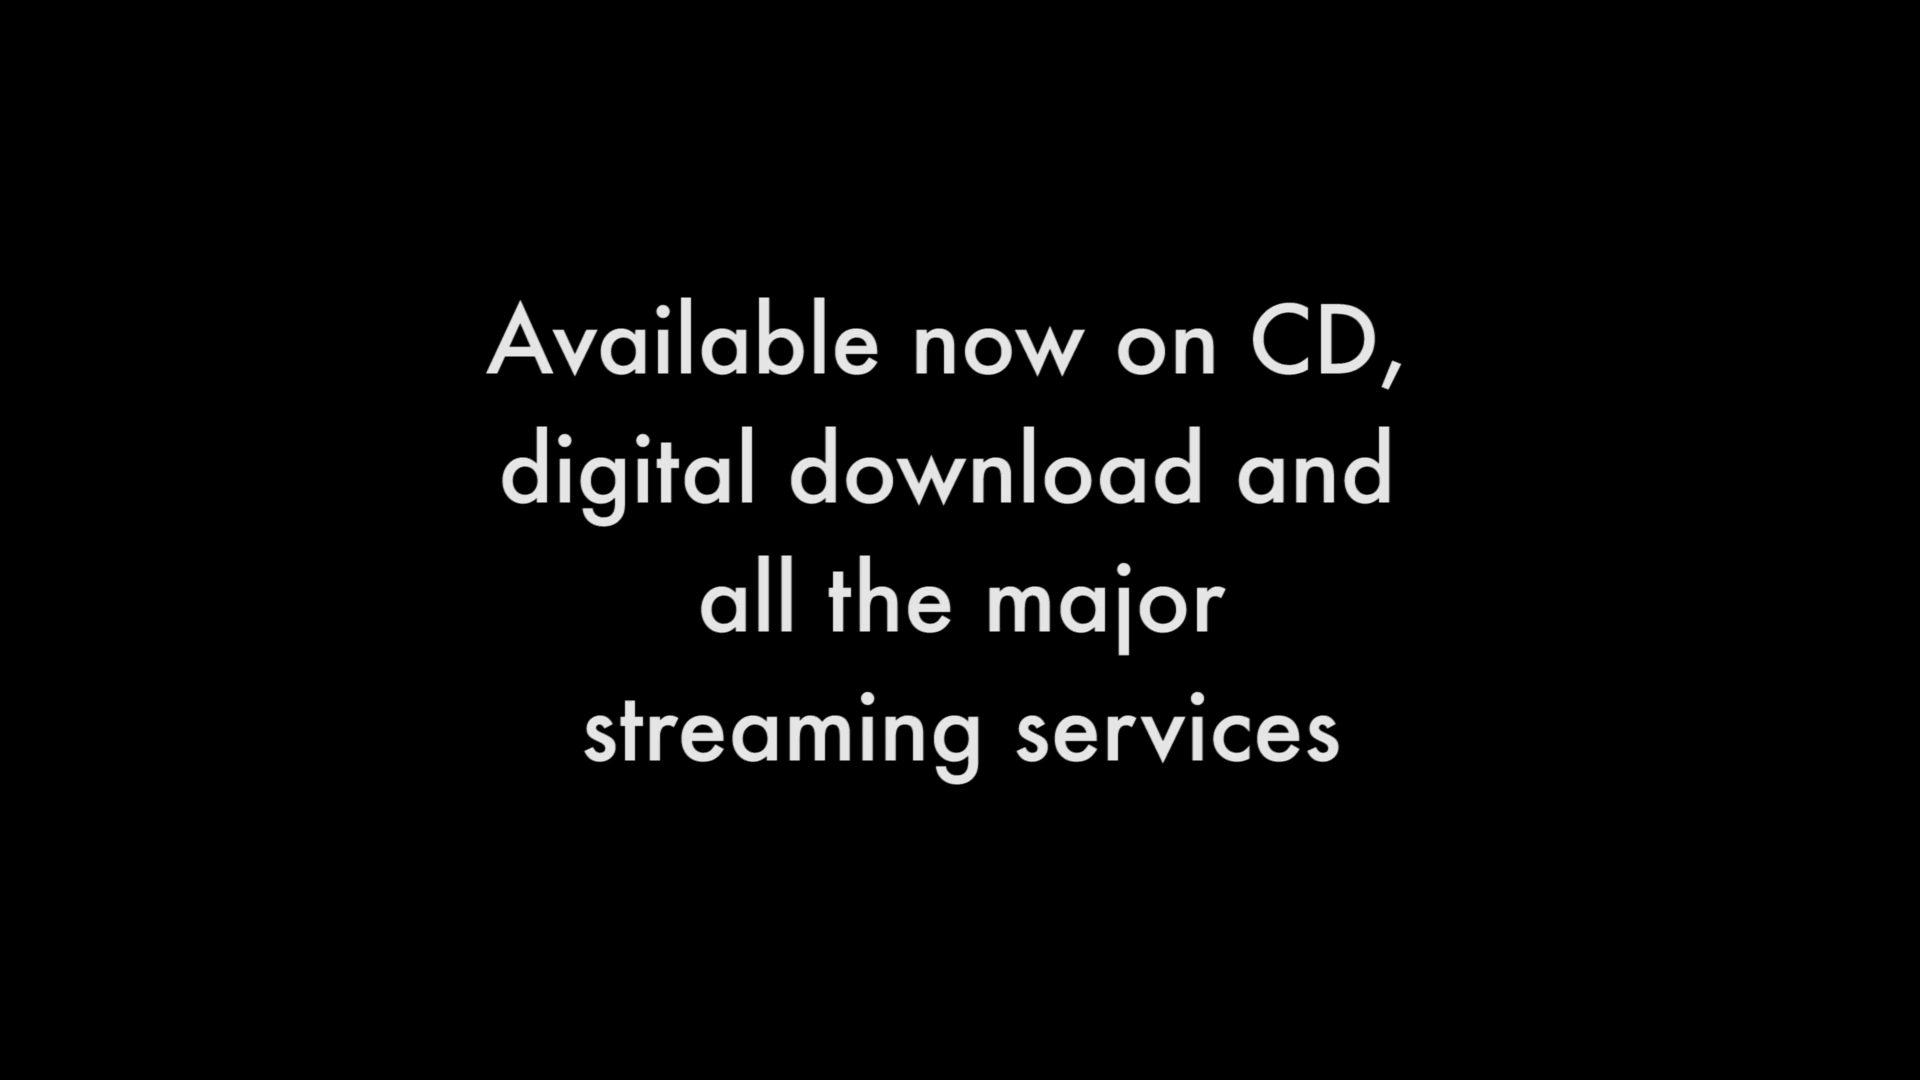 Available now on CD,
digital download and
all the major
streaming services